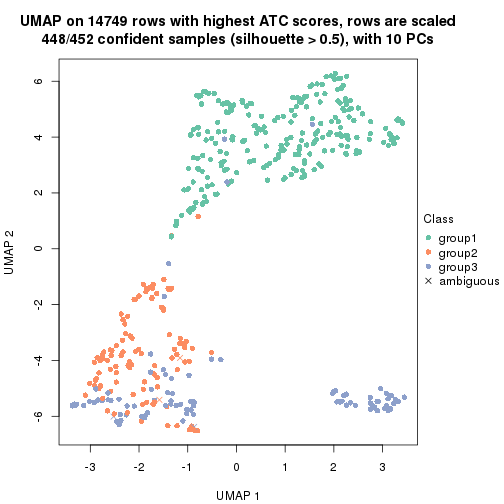 UMAP on 14749 rows with highest ATC scores, rows are scaled
448/452 confident samples (silhouette > 0.5), with 10 PCs
6
4
2
0
-2
-4
-6
UMAP 2
-3
-2
-1
0
1
2
3
UMAP 1
Class
group1
group2
group3
ambiguous